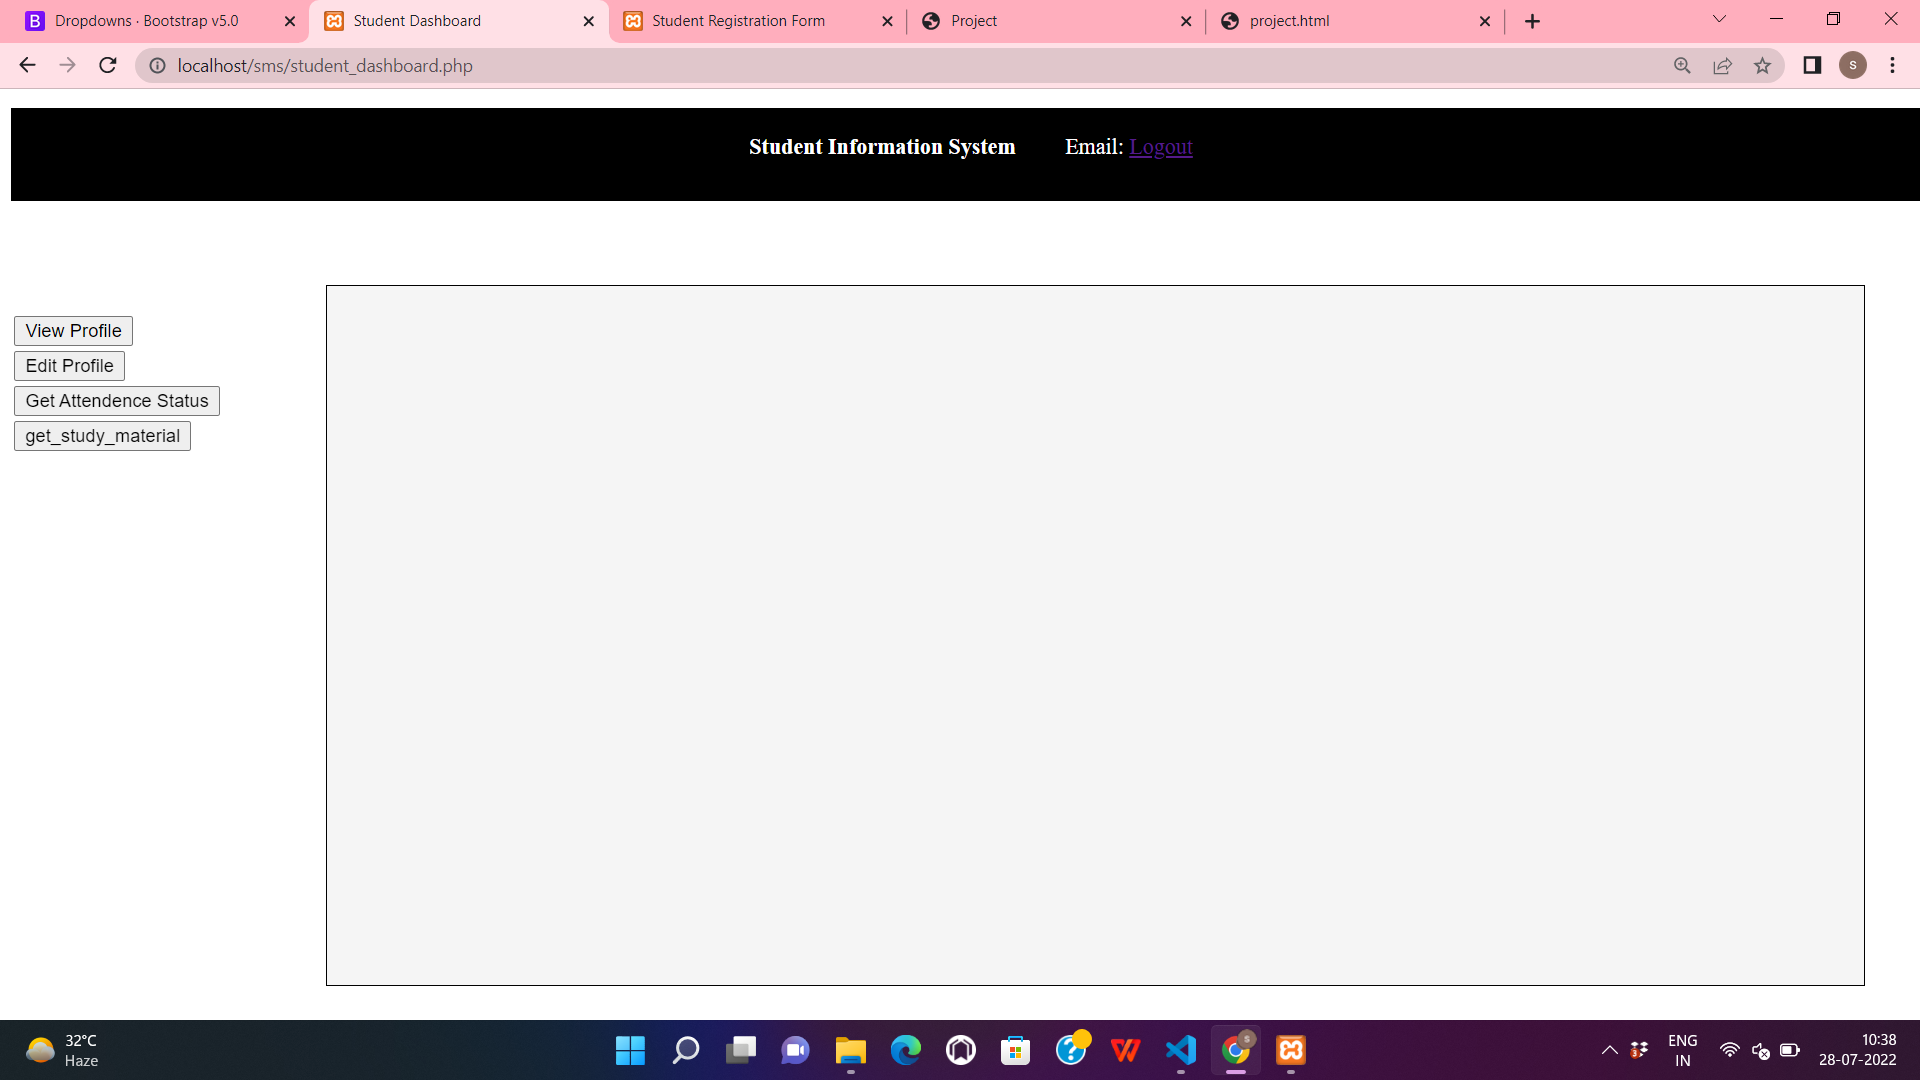 Dropdowns · Bootstrap v5.0
Student Dashboard
Student Registration Form
Project
project.html
localhost/sms/student_dashboard.php
S
Student Information System Email: Logout
View Profile
Edit Profile
Get Attendence Status
get_study_material
32°C
Haze
S
3
ENG
IN
10:38
28-07-2022